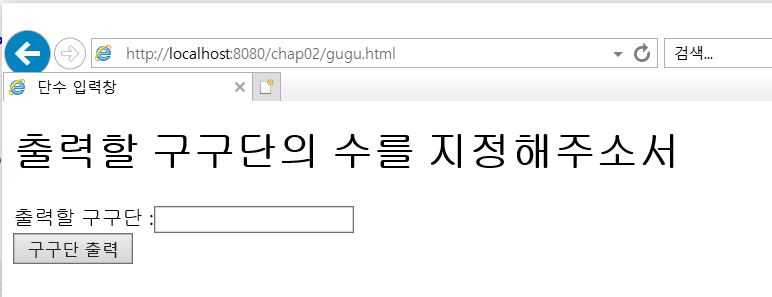 http://localhost:8080/chap02/gugu.html
검색...
단수 입력창
출력할 구구단의 수를 지정해주소서
출력할 구구단 :
구구단 출력